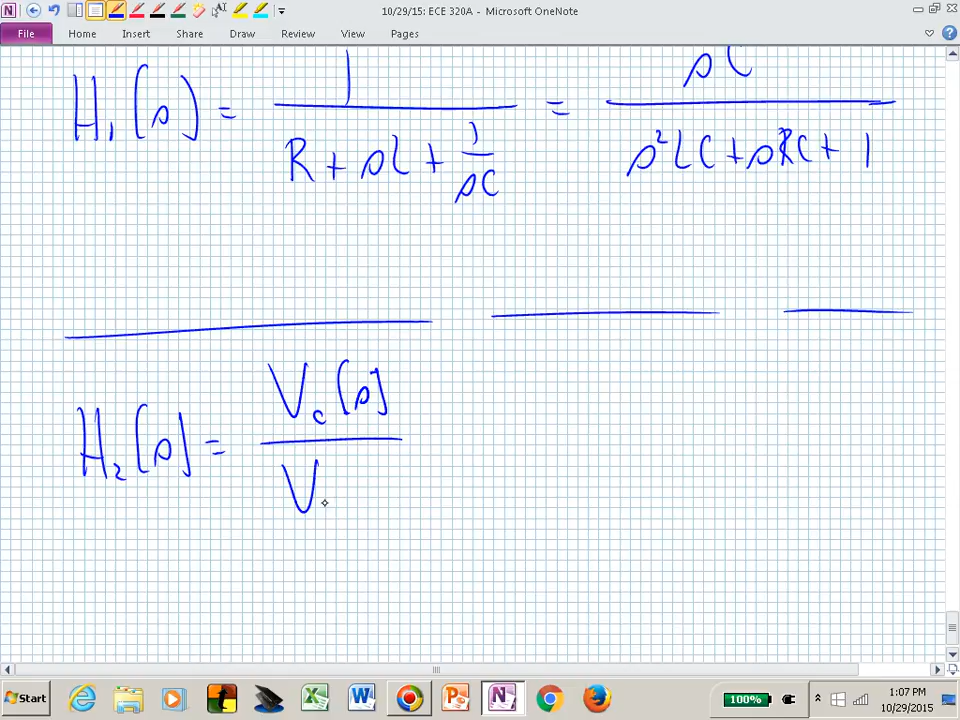 10/29/15: ECE 320A - Microsoft OneNote
File Home Insert Share Draw Review View Pages
H₁(s) = 1 / (R + sL + 1/sC) = sC / (s²LC + sRC + 1)
H₂(s) = Vc(s) / V
Start
100%
1:07 PM
10/29/2015